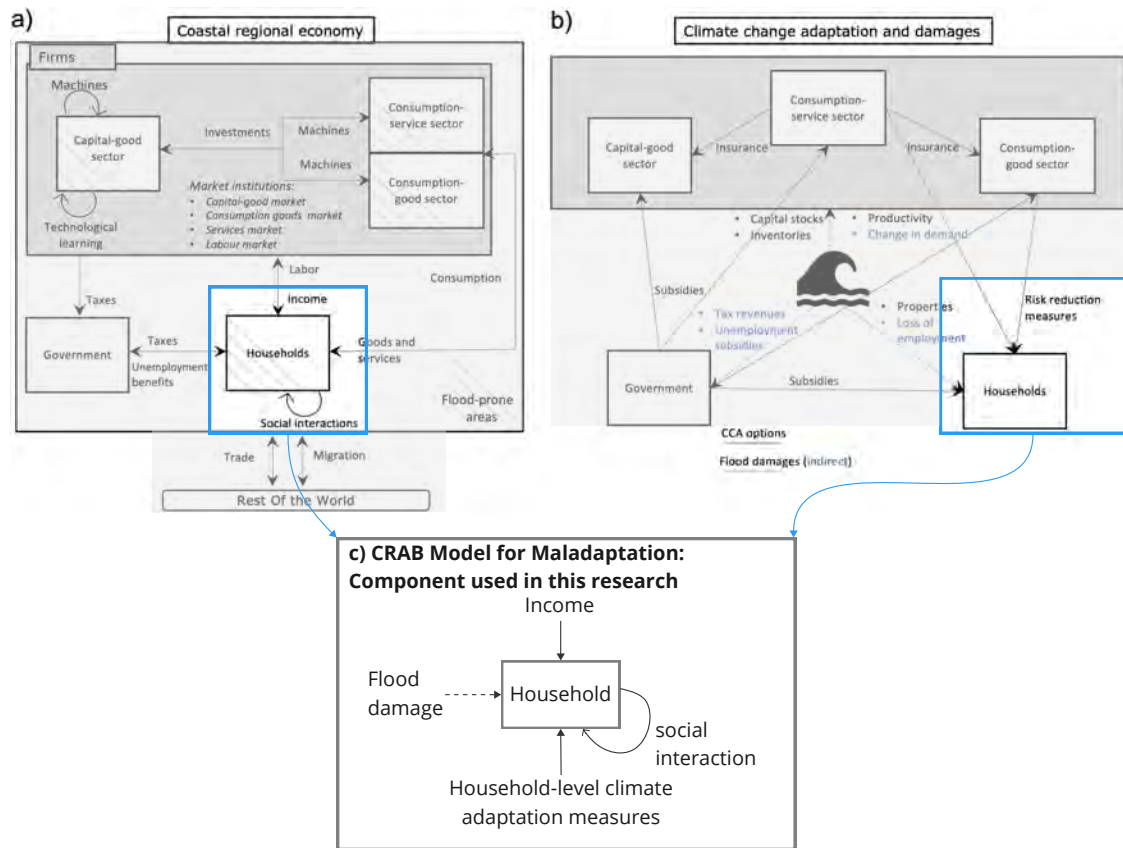 a)
Coastal regional economy
Firms
Machines
Capital-good
sector
Investments
Machines
Machines
Consumption-
service sector
Consumption-
good sector
Market institutions:
• Capital-good market
• Consumption goods market
• Services market
• Labour market
Technological
learning
Labor
Consumption
Taxes
Income
Government
Taxes
Unemployment
benefits
Households
Goods and
services
Social interactions
Flood-prone
areas
Trade
Migration
Rest Of the World
b)
Climate change adaptation and damages
Consumption-
service sector
Capital-good
sector
Insurance
Insurance
Consumption-
good sector
• Capital stocks
• Inventories
• Productivity
• Change in demand
Subsidies
• Tax revenues
• Unemployment
subsidies
• Properties
• Loss of
employment
Risk reduction
measures
Government
Subsidies
Households
CCA options
Flood damages (indirect)
c) CRAB Model for Maladaptation:
Component used in this research
Income
Flood
damage
Household
social
interaction
Household-level climate
adaptation measures